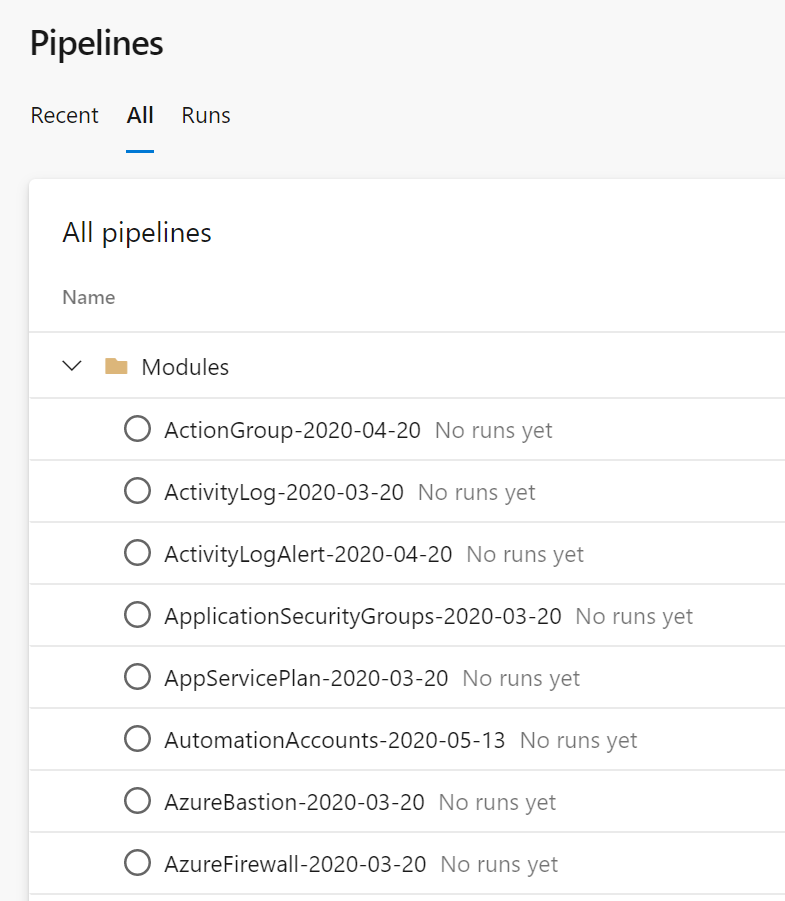 Pipelines
Recent All Runs
All pipelines
Name
Modules
ActionGroup-2020-04-20 No runs yet
ActivityLog-2020-03-20 No runs yet
ActivityLogAlert-2020-04-20 No runs yet
ApplicationSecurityGroups-2020-03-20 No runs yet
AppServicePlan-2020-03-20 No runs yet
AutomationAccounts-2020-05-13 No runs yet
AzureBastion-2020-03-20 No runs yet
AzureFirewall-2020-03-20 No runs yet